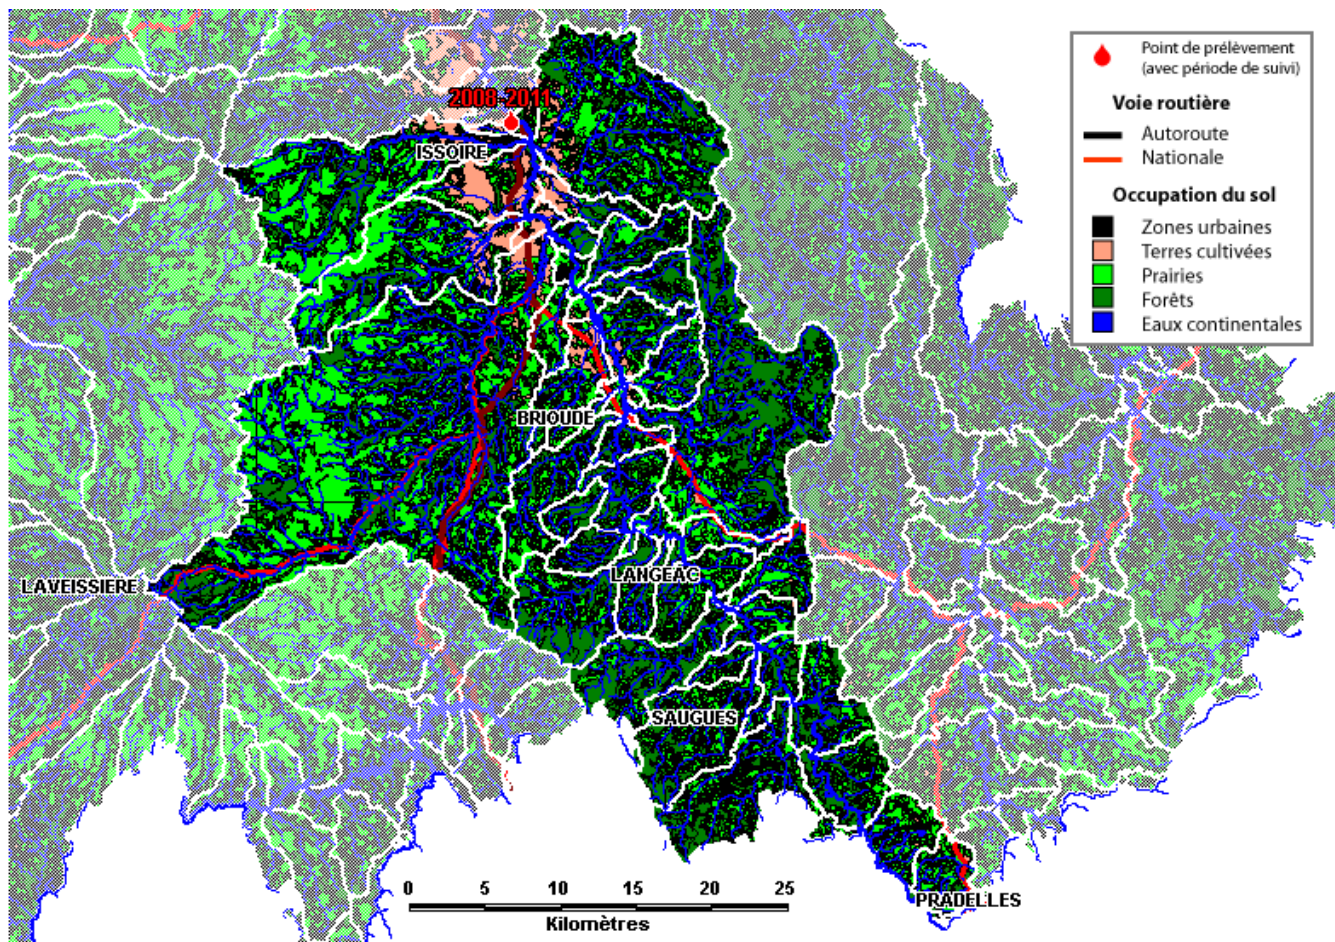 Point de prélèvement
(avec période de suivi)
Voie routière
Autoroute
Nationale
Occupation du sol
Zones urbaines
Terres cultivées
Prairies
Forêts
Eaux continentales
2008-2011
ISSOIRE
BRIOUDE
LANGEAC
LAVEISSIERE
SAUGUES
PRADELLES
0 5 10 15 20 25
Kilomètres